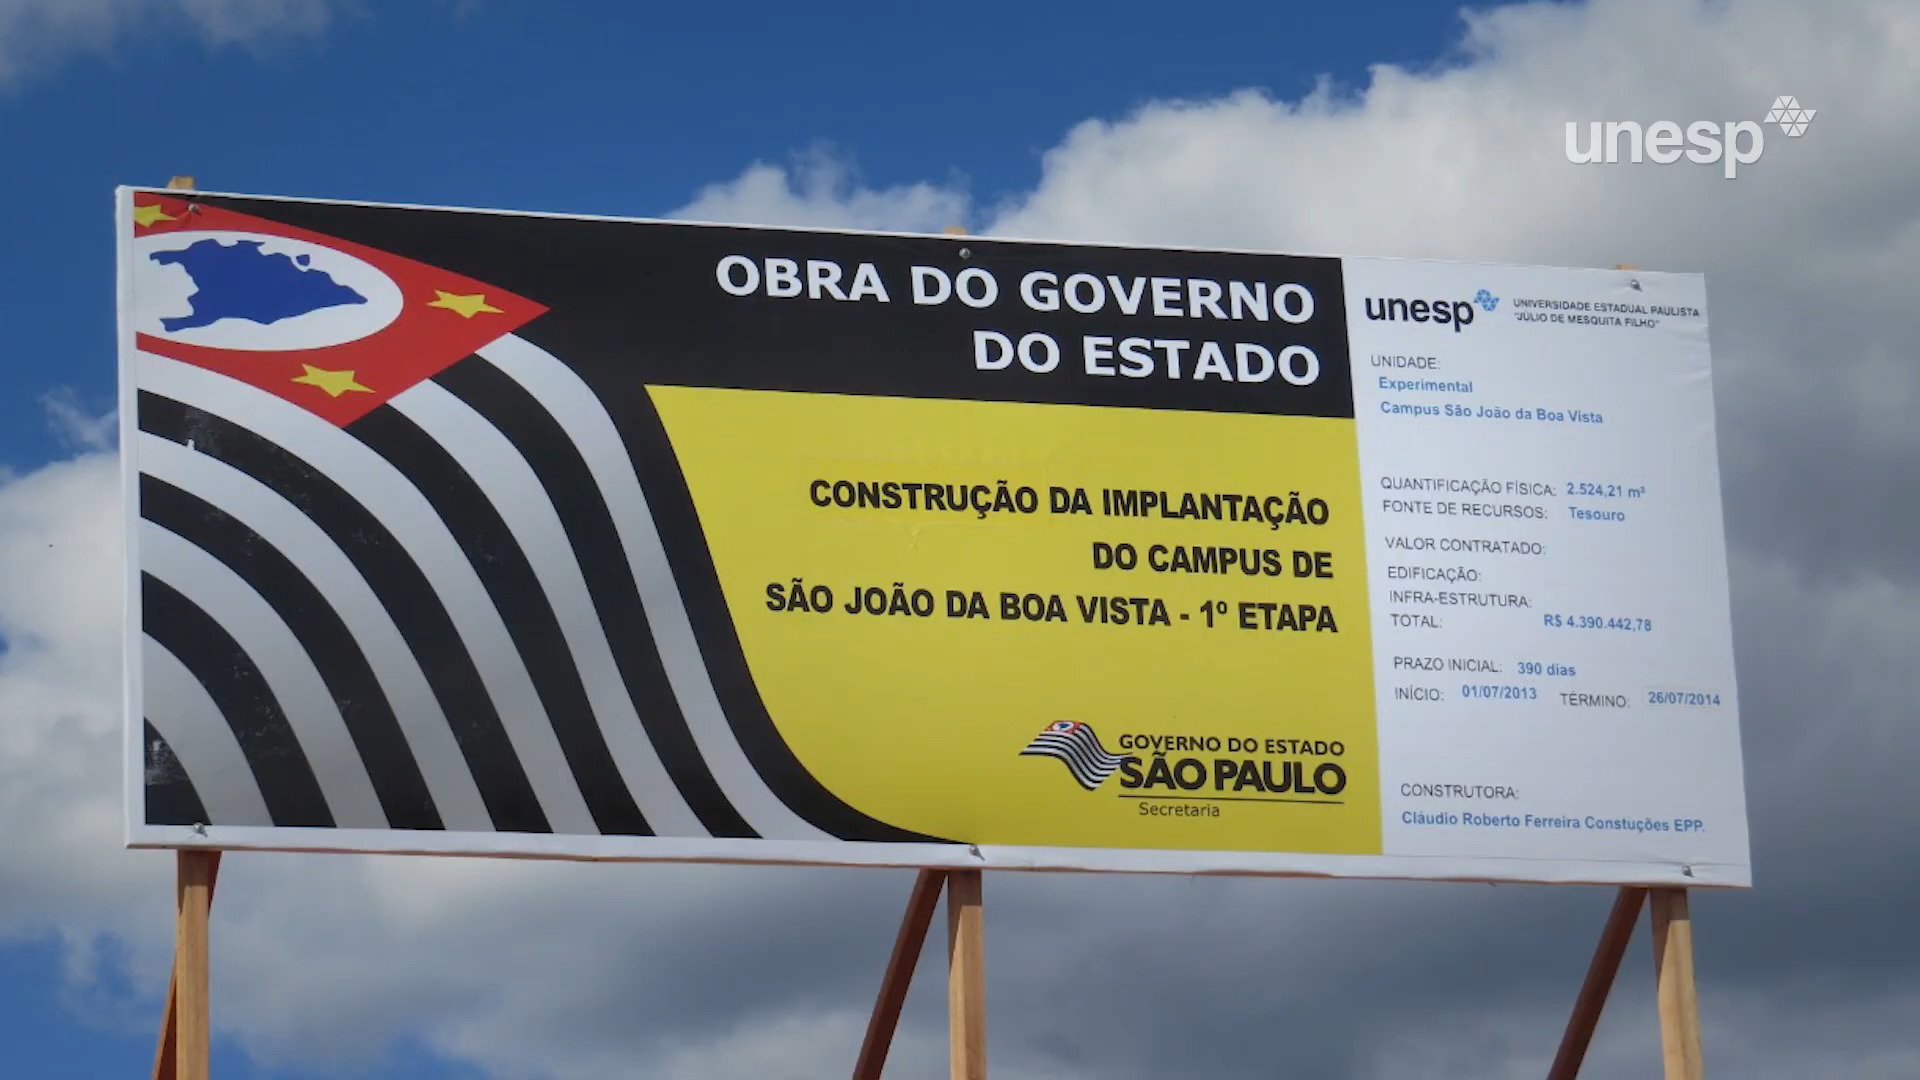 unesp
OBRA DO GOVERNO
DO ESTADO
CONSTRUÇÃO DA IMPLANTAÇÃO
DO CAMPUS DE
SÃO JOÃO DA BOA VISTA - 1º ETAPA
GOVERNO DO ESTADO
SÃO PAULO
Secretaria
unesp
UNIVERSIDADE ESTADUAL PAULISTA
"JÚLIO DE MESQUITA FILHO"
UNIDADE:
Experimental
Campus São João da Boa Vista
QUANTIFICAÇÃO FÍSICA: 2.524,21 m²
FONTE DE RECURSOS: Tesouro
VALOR CONTRATADO:
EDIFICAÇÃO:
INFRA-ESTRUTURA:
TOTAL: R$ 4.390.442,78
PRAZO INICIAL: 390 dias
INÍCIO: 01/07/2013 TÉRMINO: 26/07/2014
CONSTRUTORA:
Cláudio Roberto Ferreira Constuções EPP.